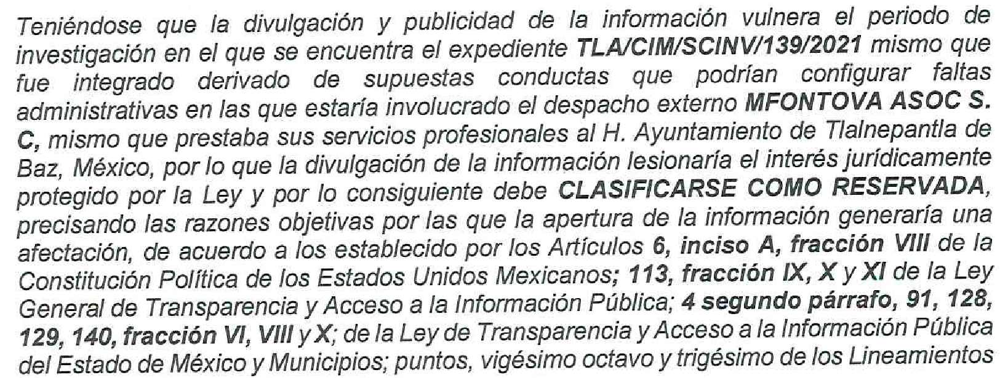 Teniéndose que la divulgación y publicidad de la información vulnera el periodo de
investigación en el que se encuentra el expediente TLA/CIM/SCINV/139/2021 mismo que
fue integrado derivado de supuestas conductas que podrían configurar faltas
administrativas en las que estaría involucrado el despacho externo MFONTOVA ASOC S.
C, mismo que prestaba sus servicios profesionales al H. Ayuntamiento de Tlalnepantla de
Baz, México, por lo que la divulgación de la información lesionaría el interés jurídicamente
protegido por la Ley y por lo consiguiente debe CLASIFICARSE COMO RESERVADA,
precisando las razones objetivas por las que la apertura de la información generaría una
afectación, de acuerdo a los establecido por los Artículos 6, inciso A, fracción VIII de la
Constitución Política de los Estados Unidos Mexicanos; 113, fracción IX, X y XI de la Ley
General de Transparencia y Acceso a la Información Pública; 4 segundo párrafo, 91, 128,
129, 140, fracción VI, VIII y X; de la Ley de Transparencia y Acceso a la Información Pública
del Estado de México y Municipios; puntos, vigésimo octavo y trigésimo de los Lineamientos